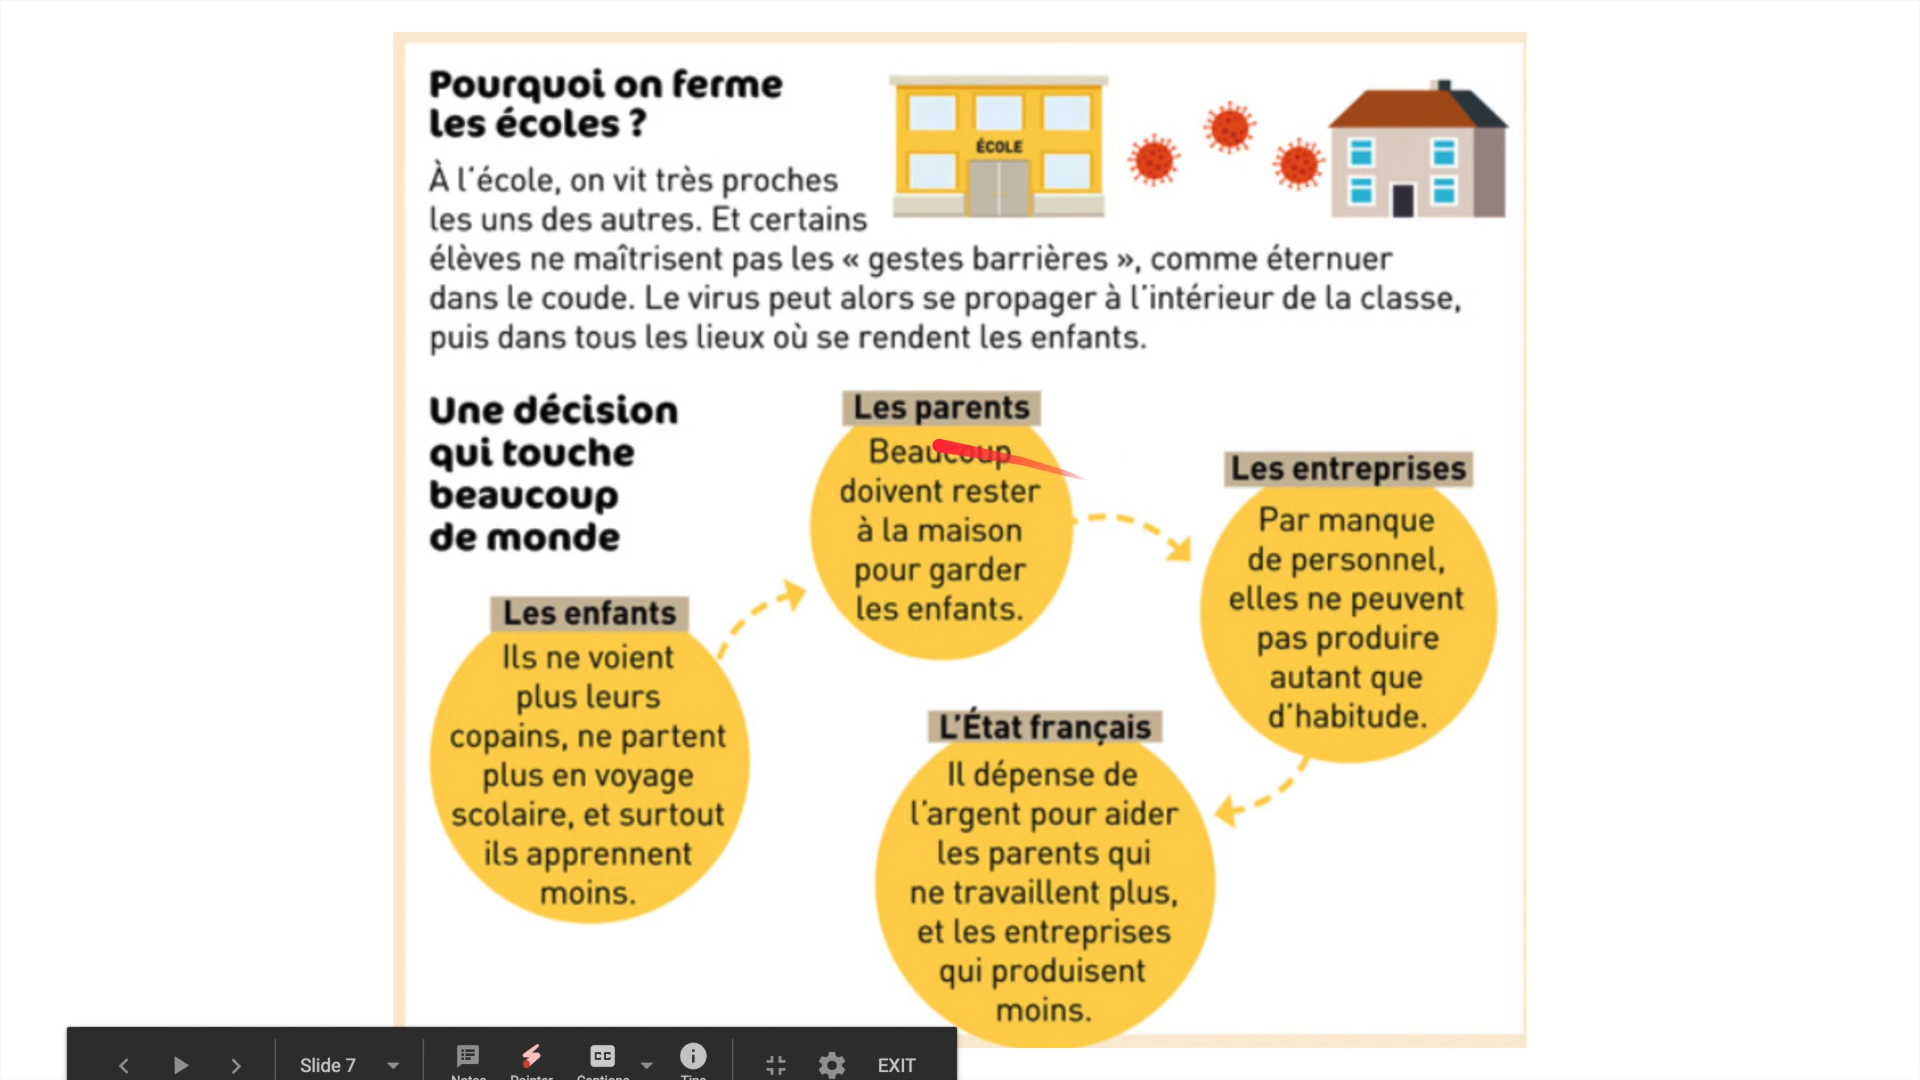 Pourquoi on ferme
les écoles ?
ÉCOLE
À l'école, on vit très proches
les uns des autres. Et certains
élèves ne maîtrisent pas les « gestes barrières », comme éternuer
dans le coude. Le virus peut alors se propager à l'intérieur de la classe,
puis dans tous les lieux où se rendent les enfants.
Une décision
qui touche
beaucoup
de monde
Les enfants
Ils ne voient
plus leurs
copains, ne partent
plus en voyage
scolaire, et surtout
ils apprennent
moins.
Les parents
Beaucoup
doivent rester
à la maison
pour garder
les enfants.
Les entreprises
Par manque
de personnel,
elles ne peuvent
pas produire
autant que
d'habitude.
L'État français
Il dépense de
l'argent pour aider
les parents qui
ne travaillent plus,
et les entreprises
qui produisent
moins.
Slide 7
Notes
Pointer
CC
Captions
Tips
EXIT